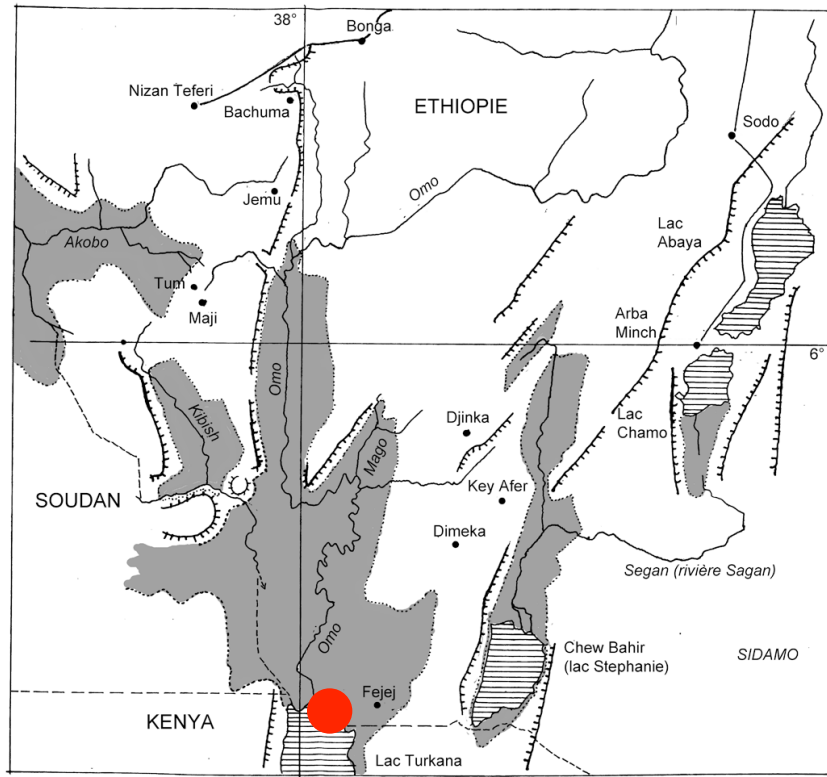 38°
Bonga
Nizan Teferi
Bachuma
ETHIOPIE
Sodo
Jemu
Omo
Lac
Abaya
Akobo
Tum
Maji
Arba
Minch
6°
Omo
Kibish
Mago
Djinka
Lac
Chamo
Key Afer
SOUDAN
Dimeka
Segan (rivière Sagan)
Omo
Chew Bahir
(lac Stephanie)
SIDAMO
Fejej
KENYA
Lac Turkana